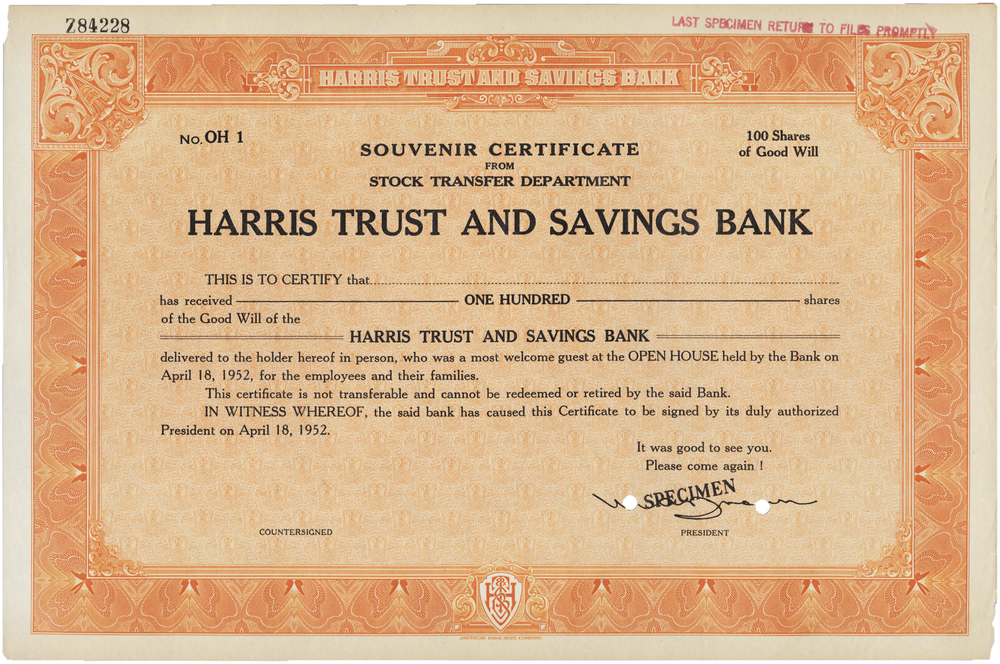 Z84228
LAST SPECIMEN RETURN TO FILES PROMPTLY
HARRIS TRUST AND SAVINGS BANK
No. OH 1
100 Shares
of Good Will
SOUVENIR CERTIFICATE
FROM
STOCK TRANSFER DEPARTMENT
HARRIS TRUST AND SAVINGS BANK
THIS IS TO CERTIFY that
has received ONE HUNDRED shares
of the Good Will of the
HARRIS TRUST AND SAVINGS BANK
delivered to the holder hereof in person, who was a most welcome guest at the OPEN HOUSE held by the Bank on
April 18, 1952, for the employees and their families.
This certificate is not transferable and cannot be redeemed or retired by the said Bank.
IN WITNESS WHEREOF, the said bank has caused this Certificate to be signed by its duly authorized
President on April 18, 1952.
It was good to see you.
Please come again !
SPECIMEN
COUNTERSIGNED
PRESIDENT
AMERICAN BANK NOTE COMPANY.